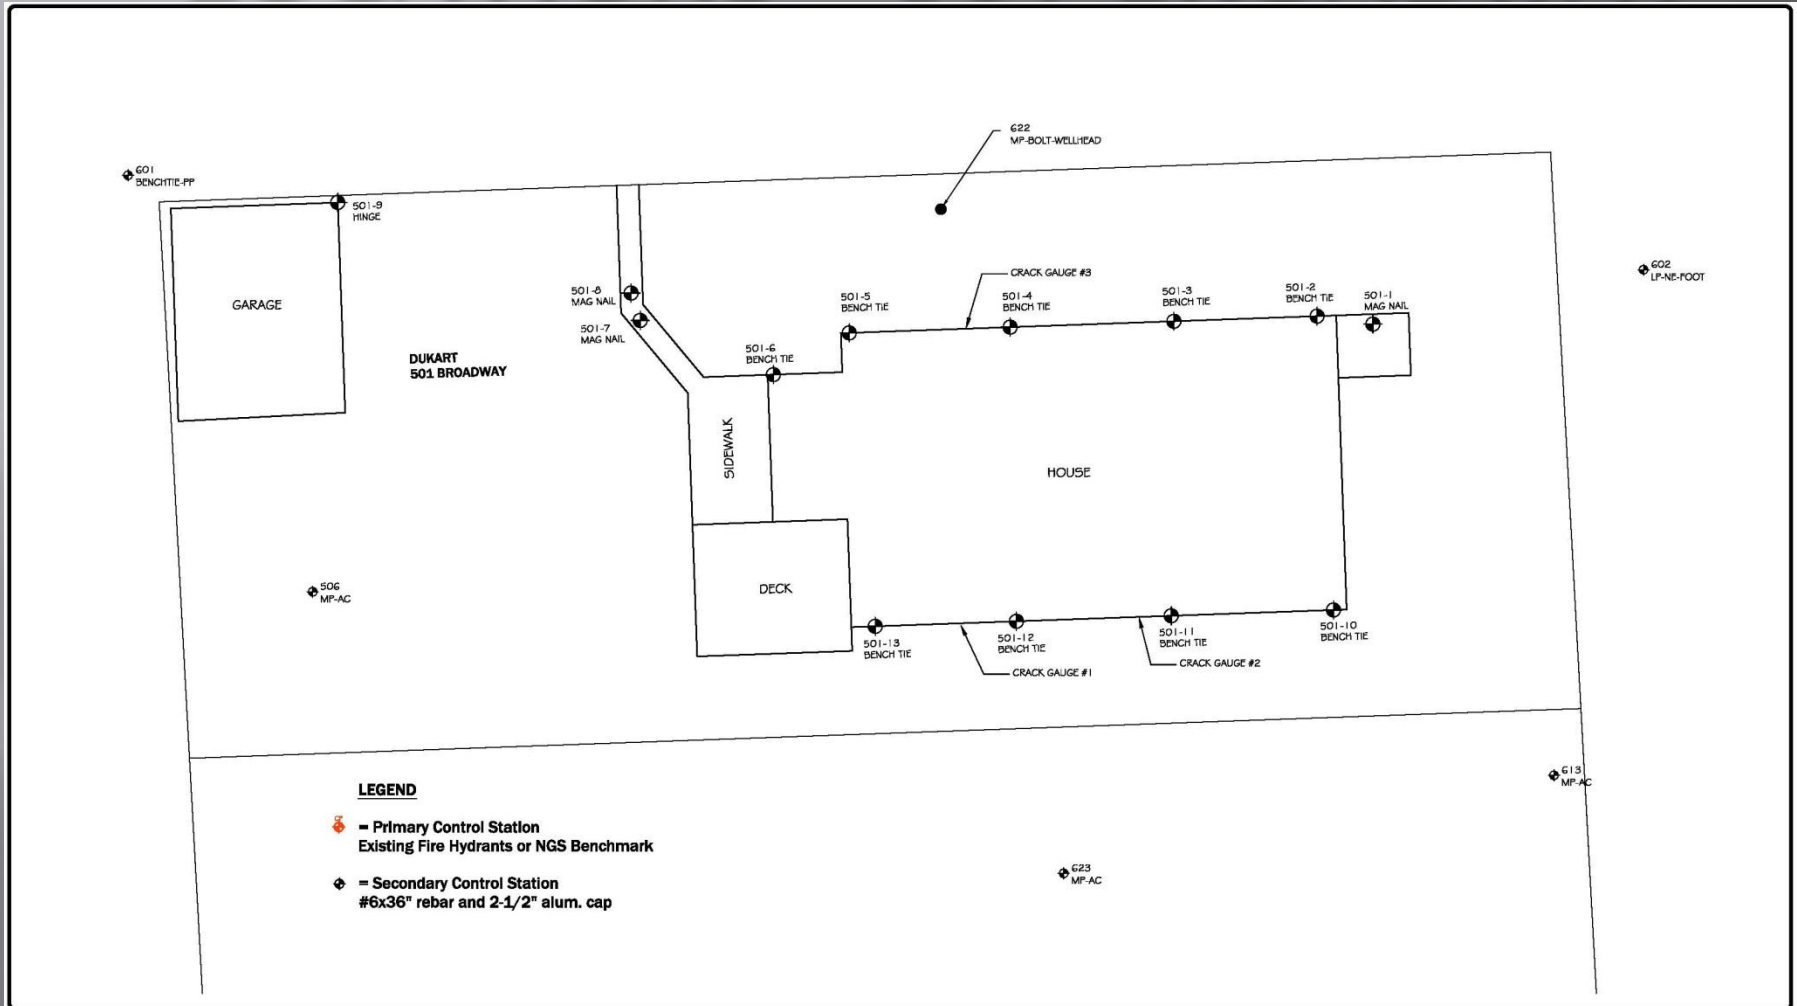 622
MP-BOLT-WELLHEAD
601
BENCHTIE-PP
501-9
HINGE
602
LP-NE-FOOT
CRACK GAUGE #3
501-8
MAG NAIL
501-5
BENCH TIE
501-4
BENCH TIE
501-3
BENCH TIE
501-2
BENCH TIE
501-1
MAG NAIL
GARAGE
501-7
MAG NAIL
501-6
BENCH TIE
DUKART
501 BROADWAY
SIDEWALK
HOUSE
506
MP-AC
DECK
501-13
BENCH TIE
501-12
BENCH TIE
501-11
BENCH TIE
501-10
BENCH TIE
CRACK GAUGE #1
CRACK GAUGE #2
613
MP-AC
LEGEND
= Primary Control Station
Existing Fire Hydrants or NGS Benchmark
= Secondary Control Station
#6x36" rebar and 2-1/2" alum. cap
623
MP-AC